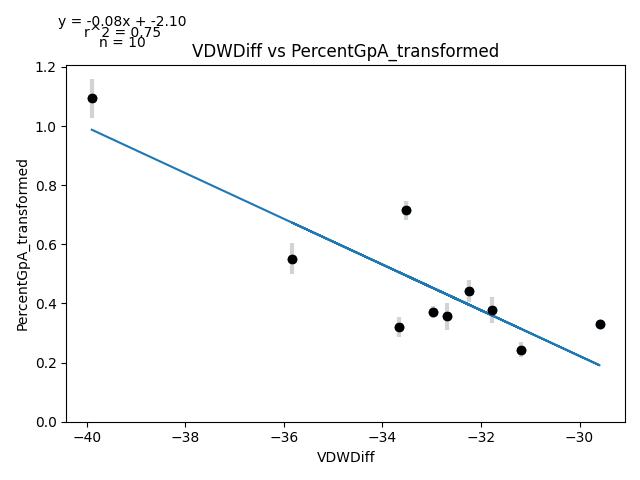 y = -0.08x + -2.10
r^2 = 0.75
n = 10
VDWDiff vs PercentGpA_transformed
1.2
1.0
0.8
0.6
0.4
0.2
0.0
PercentGpA_transformed
−40
−38
−36
−34
−32
−30
VDWDiff